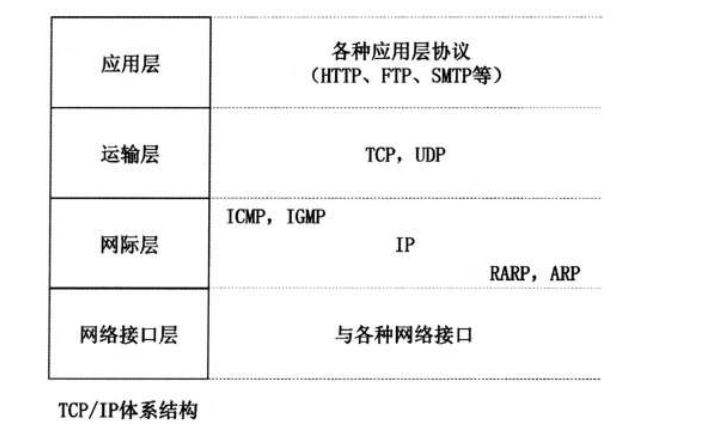 应用层
各种应用层协议
(HTTP、FTP、SMTP等)
运输层
TCP, UDP
网际层
ICMP, IGMP
IP
RARP, ARP
网络接口层
与各种网络接口
TCP/IP体系结构